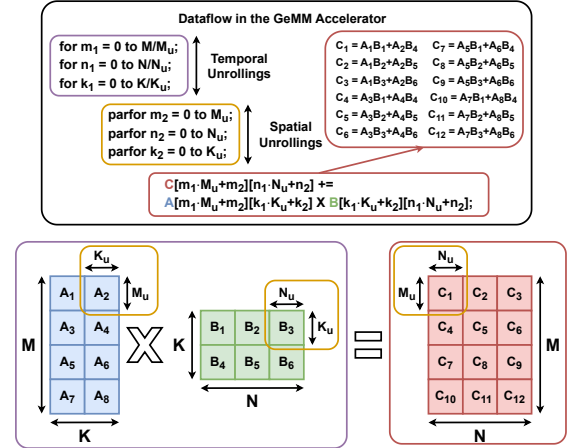 Dataflow in the GeMM Accelerator
for m₁ = 0 to M/Mᵤ;
for n₁ = 0 to N/Nᵤ;
for k₁ = 0 to K/Kᵤ;
Temporal
Unrollings
parfor m₂ = 0 to Mᵤ;
parfor n₂ = 0 to Nᵤ;
parfor k₂ = 0 to Kᵤ;
Spatial
Unrollings
C₁ = A₁B₁+A₂B₄ C₇ = A₅B₁+A₆B₄
C₂ = A₁B₂+A₂B₅ C₈ = A₅B₂+A₆B₅
C₃ = A₁B₃+A₂B₆ C₉ = A₅B₃+A₆B₆
C₄ = A₃B₁+A₄B₄ C₁₀ = A₇B₁+A₈B₄
C₅ = A₃B₂+A₄B₅ C₁₁ = A₇B₂+A₈B₅
C₆ = A₃B₃+A₄B₆ C₁₂ = A₇B₃+A₈B₆
C[m₁·Mᵤ+m₂][n₁·Nᵤ+n₂] +=
A[m₁·Mᵤ+m₂][k₁·Kᵤ+k₂] X B[k₁·Kᵤ+k₂][n₁·Nᵤ+n₂];
Kᵤ
A₁ A₂ Mᵤ
A₃ A₄
M
A₅ A₆
A₇ A₈
K
X
Nᵤ
B₁ B₂ B₃ Kᵤ
K
B₄ B₅ B₆
N
=
Nᵤ
Mᵤ C₁ C₂ C₃
C₄ C₅ C₆
M
C₇ C₈ C₉
C₁₀ C₁₁ C₁₂
N